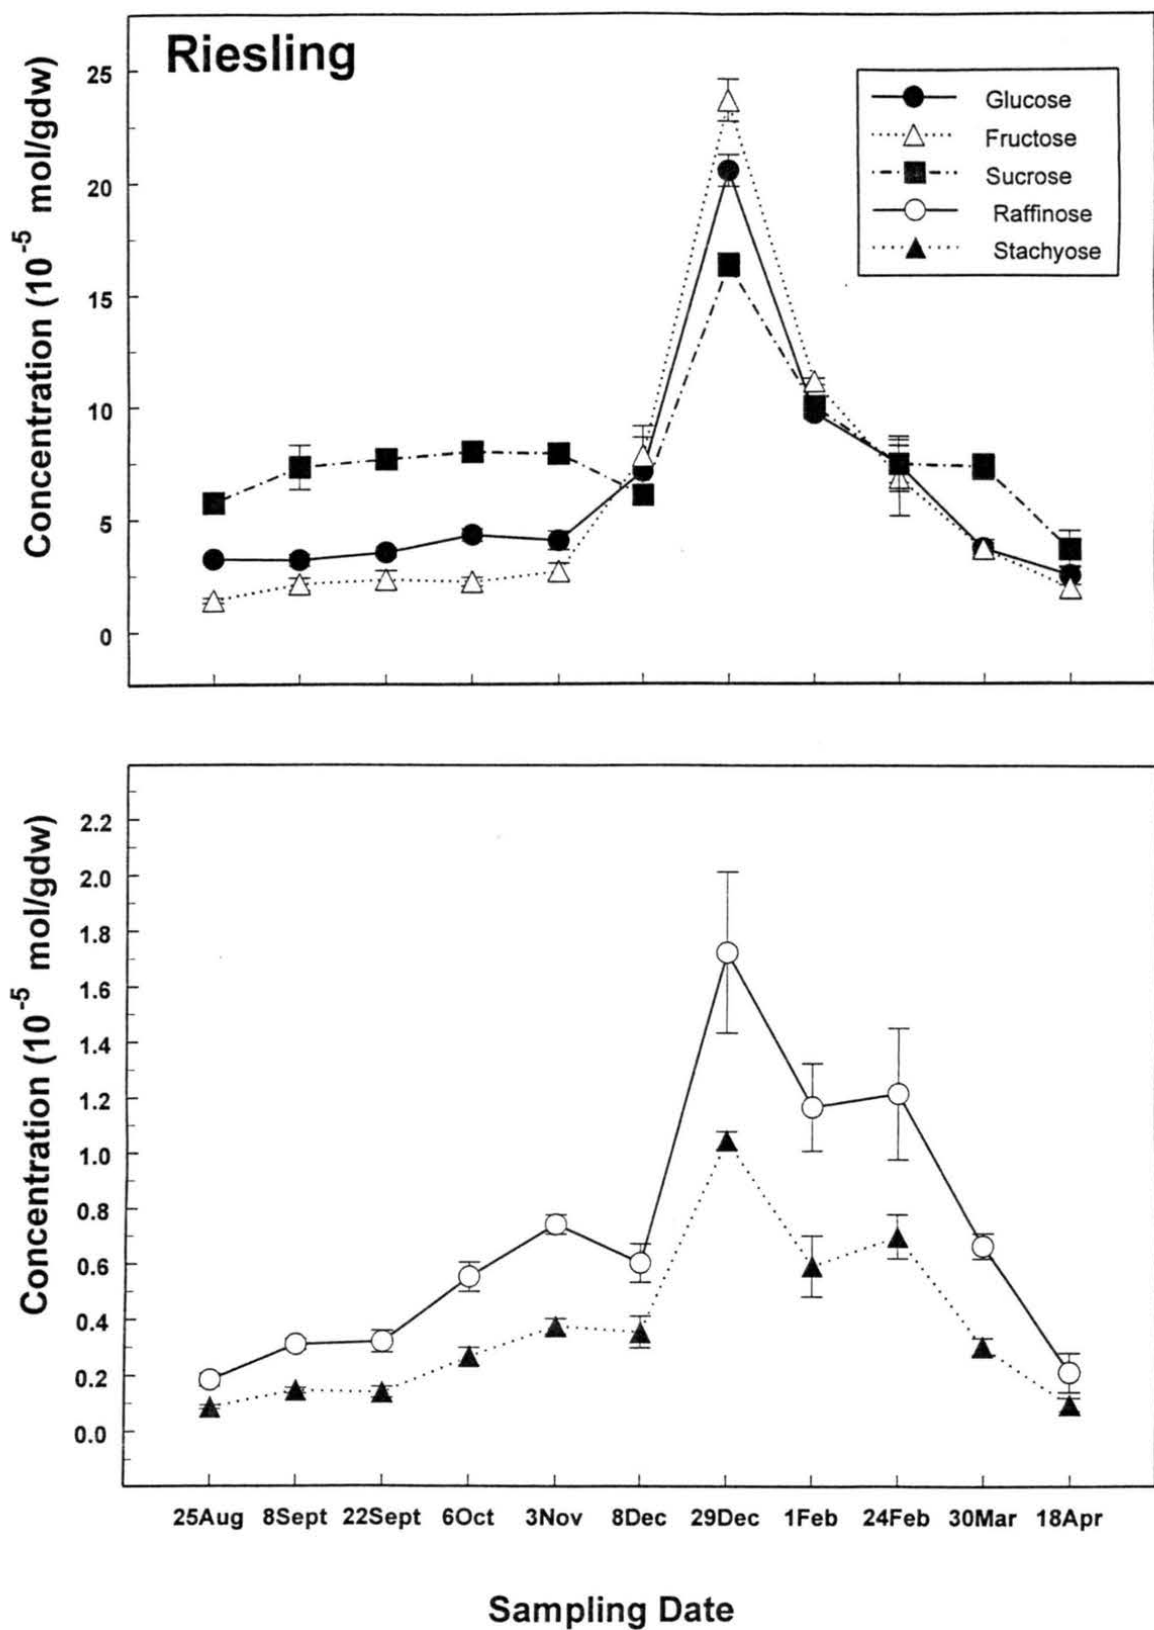 Riesling
Concentration (10⁻⁵ mol/gdw)
25
20
15
10
5
0
Glucose
Fructose
Sucrose
Raffinose
Stachyose
Concentration (10⁻⁵ mol/gdw)
2.2
2.0
1.8
1.6
1.4
1.2
1.0
0.8
0.6
0.4
0.2
0.0
25Aug 8Sept 22Sept 6Oct 3Nov 8Dec 29Dec 1Feb 24Feb 30Mar 18Apr
Sampling Date